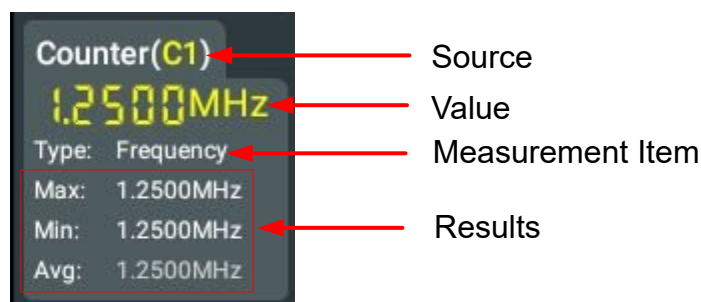 Counter(C1)
Source
1.2500MHz
Value
Type: Frequency
Measurement Item
Max: 1.2500MHz
Min: 1.2500MHz
Results
Avg: 1.2500MHz